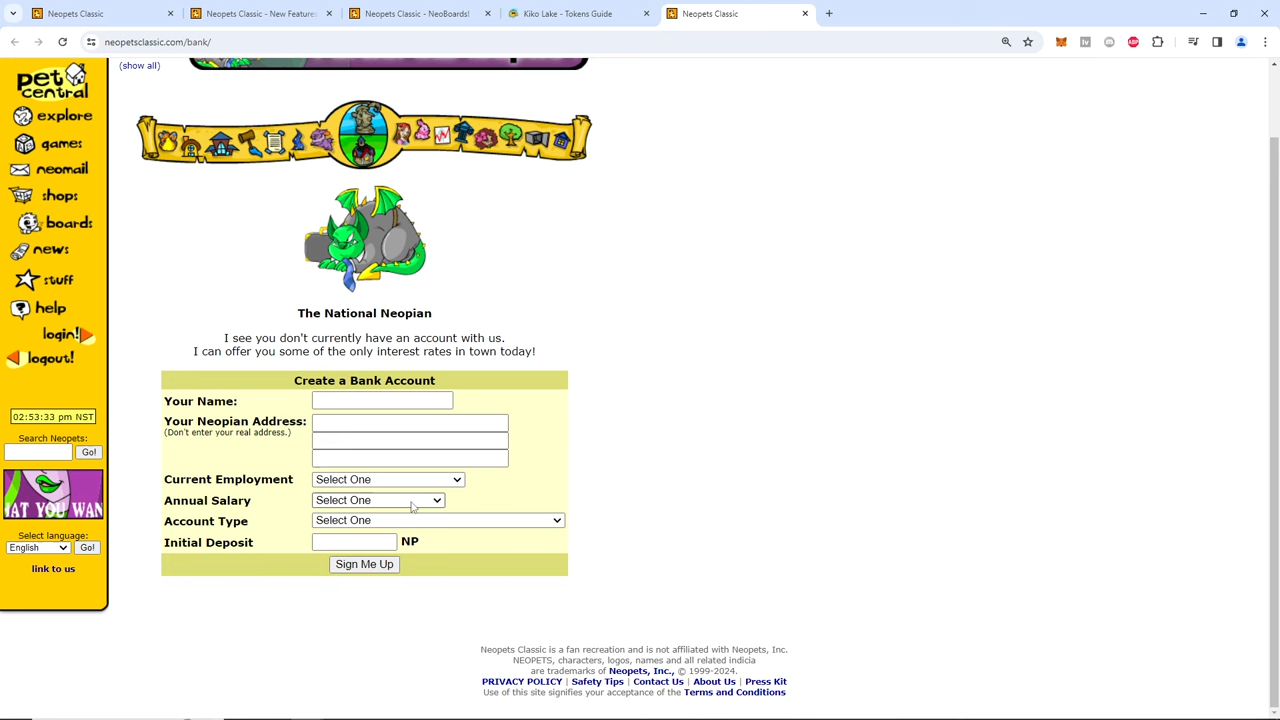 Neopets Classic
Neopets Classic - New Feature
Neopets Classic - NeoBoards!
Kiko Lake - Tokens Guide
Neopets Classic
neopetsclassic.com/bank/
(show all)
pet central
explore
games
neomail
shops
boards
news
stuff
help
login!
logout!
02:53:33 pm NST
Search Neopets:
Go!
HAT YOU WAN
Select language:
English
Go!
link to us
The National Neopian
I see you don't currently have an account with us.
I can offer you some of the only interest rates in town today!
Create a Bank Account
Your Name:
Your Neopian Address:
(Don't enter your real address.)
Current Employment
Select One
Annual Salary
Select One
Account Type
Select One
Initial Deposit
NP
Sign Me Up
Neopets Classic is a fan recreation and is not affiliated with Neopets, Inc.
NEOPETS, characters, logos, names and all related indicia
are trademarks of Neopets, Inc., © 1999-2024.
PRIVACY POLICY | Safety Tips | Contact Us | About Us | Press Kit
Use of this site signifies your acceptance of the Terms and Conditions